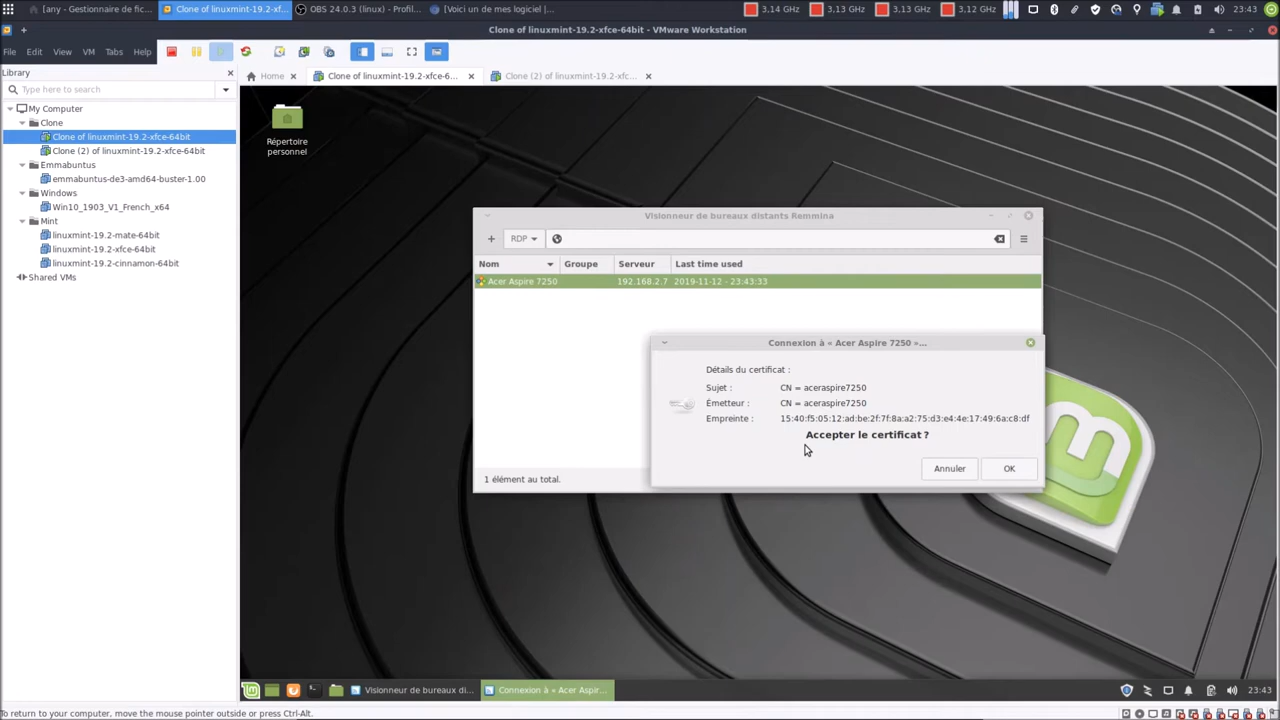 [any - Gestionnaire de fic...
Clone of linuxmint-19.2-xf...
OBS 24.0.3 (linux) - Profil...
[Voici un de mes logiciel |...
3,14 GHz
3,13 GHz
3,13 GHz
3,12 GHz
23:43
Clone of linuxmint-19.2-xfce-64bit - VMware Workstation
File Edit View VM Tabs Help
Library
Home
Clone of linuxmint-19.2-xfce-6...
Clone (2) of linuxmint-19.2-xfc...
Type here to search
My Computer
Clone
Clone of linuxmint-19.2-xfce-64bit
Clone (2) of linuxmint-19.2-xfce-64bit
Emmabuntus
emmabuntus-de3-amd64-buster-1.00
Windows
Win10_1903_V1_French_x64
Mint
linuxmint-19.2-mate-64bit
linuxmint-19.2-xfce-64bit
linuxmint-19.2-cinnamon-64bit
Shared VMs
Répertoire
personnel
Visionneur de bureaux distants Remmina
RDP
Nom Groupe Serveur Last time used
Acer Aspire 7250 192.168.2.7 2019-11-12 - 23:43:33
Connexion à « Acer Aspire 7250 »...
Détails du certificat :
Sujet : CN = aceraspire7250
Émetteur : CN = aceraspire7250
Empreinte : 15:40:f5:05:12:ad:be:2f:7f:8a:a2:75:d3:e4:4e:17:49:6a:c8:df
Accepter le certificat ?
Annuler OK
1 élément au total.
Visionneur de bureaux di...
Connexion à « Acer Aspir...
23:43
To return to your computer, move the mouse pointer outside or press Ctrl-Alt.